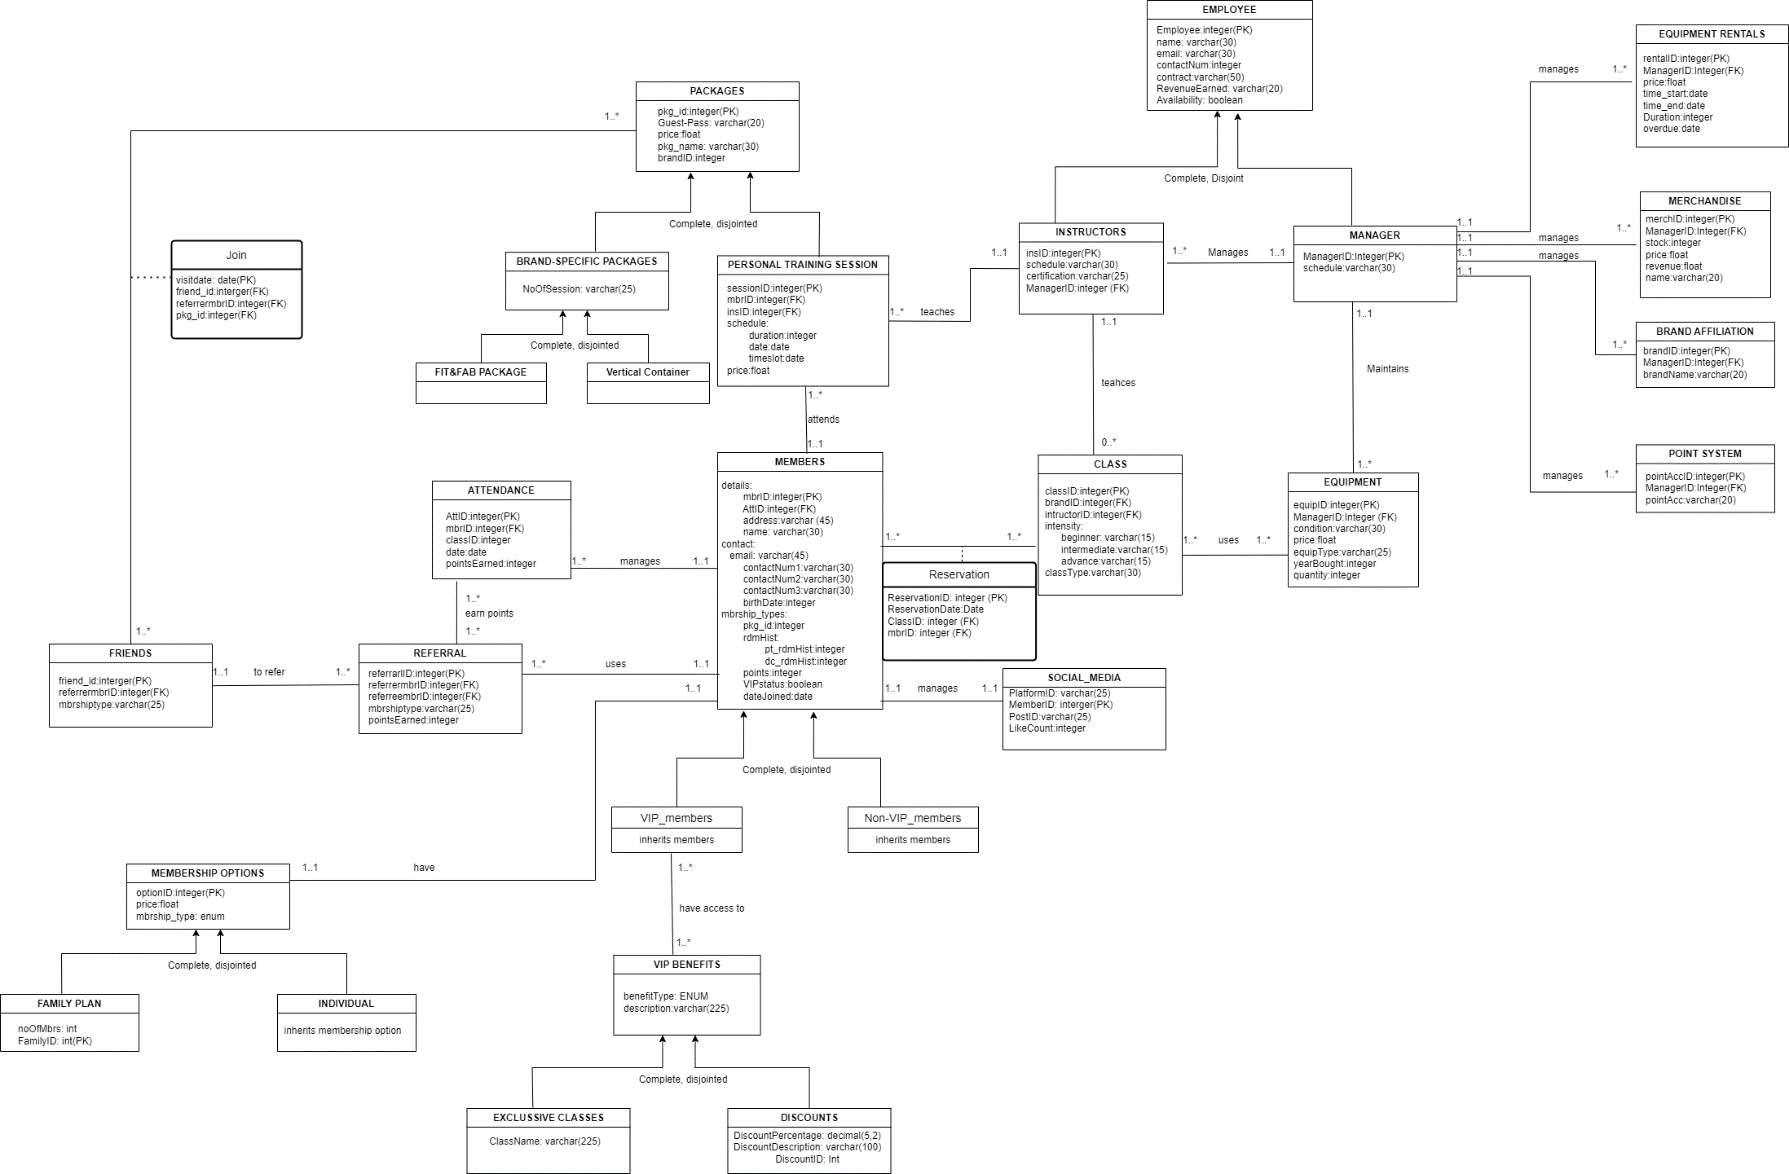 EMPLOYEE
Employee:integer(PK)
name: varchar(30)
email: varchar(30)
contactNum:integer
contract:varchar(50)
RevenueEarned: varchar(20)
Availability: boolean
EQUIPMENT RENTALS
rentalID:integer(PK)
ManagerID:Integer(FK)
price:float
time_start:date
time_end:date
Duration:integer
overdue:date
manages
1..*
PACKAGES
pkg_id:integer(PK)
Guest-Pass: varchar(20)
price:float
pkg_name: varchar(30)
brandID:integer
1..*
Complete, Disjoint
Complete, disjointed
Join
visitdate: date(PK)
friend_id:interger(FK)
referrermbrID:integer(FK)
pkg_id:integer(FK)
BRAND-SPECIFIC PACKAGES
NoOfSession: varchar(25)
PERSONAL TRAINING SESSION
sessionID:integer(PK)
mbrID:integer(FK)
insID:integer(FK)
schedule:
duration:integer
date:date
timeslot:date
price:float
1..1
1..*
teaches
INSTRUCTORS
insID:integer(PK)
schedule:varchar(30)
certification:varchar(25)
ManagerID:integer (FK)
1..*
Manages
1..1
MANAGER
ManagerID:Integer(PK)
schedule:varchar(30)
1..1
1..1
1..1
1..1
manages
1..*
manages
1..*
MERCHANDISE
merchID:integer(PK)
ManagerID:Integer(FK)
stock:integer
price:float
revenue:float
name:varchar(20)
BRAND AFFILIATION
brandID:integer(PK)
ManagerID:Integer(FK)
brandName:varchar(20)
Complete, disjointed
FIT&FAB PACKAGE
Vertical Container
1..*
attends
1..1
1..1
teahces
0..*
1..1
Maintains
1..*
manages
1..*
POINT SYSTEM
pointAccID:integer(PK)
ManagerID:Integer(FK)
pointAcc:varchar(20)
MEMBERS
details:
mbrID:integer(PK)
AttID:integer(FK)
address:varchar (45)
name: varchar(30)
contact:
email: varchar(45)
contactNum1:varchar(30)
contactNum2:varchar(30)
contactNum3:varchar(30)
birthDate:integer
mbrship_types:
pkg_id:integer
rdmHist:
pt_rdmHist:integer
dc_rdmHist:integer
points:integer
VIPstatus:boolean
dateJoined:date
CLASS
classID:integer(PK)
brandID:integer(FK)
intructorID:integer(FK)
intensity:
beginner: varchar(15)
intermediate:varchar(15)
advance:varchar(15)
classType:varchar(30)
1..*
uses
1..*
EQUIPMENT
equipID:integer(PK)
ManagerID:Integer (FK)
condition:varchar(30)
price:float
equipType:varchar(25)
yearBought:integer
quantity:integer
ATTENDANCE
AttID:integer(PK)
mbrID:integer(FK)
classID:integer
date:date
pointsEarned:integer
1..*
manages
1..1
1..*
1..*
Reservation
ReservationID: integer (PK)
ReservationDate:Date
ClassID: integer (FK)
mbrID: integer (FK)
1..*
earn points
1..*
1..*
FRIENDS
friend_id:interger(PK)
referrermbrID:integer(FK)
mbrshiptype:varchar(25)
1..1
to refer
1..*
REFERRAL
referrarlID:integer(PK)
referrermbrID:integer(FK)
referreembrID:integer(FK)
mbrshiptype:varchar(25)
pointsEarned:integer
1..*
uses
1..1
1..1
1..1
manages
1..1
SOCIAL_MEDIA
PlatformID: varchar(25)
MemberID: interger(PK)
PostID:varchar(25)
LikeCount:integer
Complete, disjointed
VIP_members
inherits members
Non-VIP_members
inherits members
1..1
have
1..*
have access to
1..*
MEMBERSHIP OPTIONS
optionID:integer(PK)
price:float
mbrship_type: enum
Complete, disjointed
FAMILY PLAN
noOfMbrs: int
FamilyID: int(PK)
INDIVIDUAL
inherits membership option
VIP BENEFITS
benefitType: ENUM
description:varchar(225)
Complete, disjointed
EXCLUSSIVE CLASSES
ClassName: varchar(225)
DISCOUNTS
DiscountPercentage: decimal(5,2)
DiscountDescription: varchar(100)
DiscountID: Int